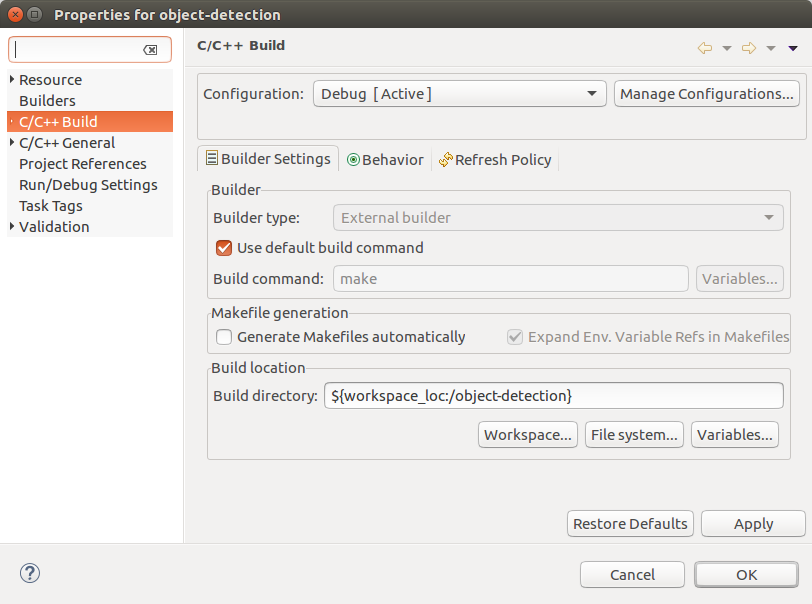 Properties for object-detection
C/C++ Build
Resource
Builders
C/C++ Build
C/C++ General
Project References
Run/Debug Settings
Task Tags
Validation
Configuration:
Debug [ Active ]
Manage Configurations...
Builder Settings
Behavior
Refresh Policy
Builder
Builder type:
External builder
Use default build command
Build command:
make
Variables...
Makefile generation
Generate Makefiles automatically
Expand Env. Variable Refs in Makefiles
Build location
Build directory:
${workspace_loc:/object-detection}
Workspace...
File system...
Variables...
Restore Defaults
Apply
?
Cancel
OK